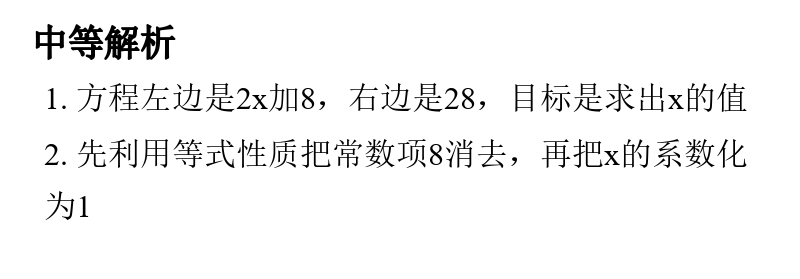 中等解析
1. 方程左边是2x加8，右边是28，目标是求出x的值
2. 先利用等式性质把常数项8消去，再把x的系数化
为1